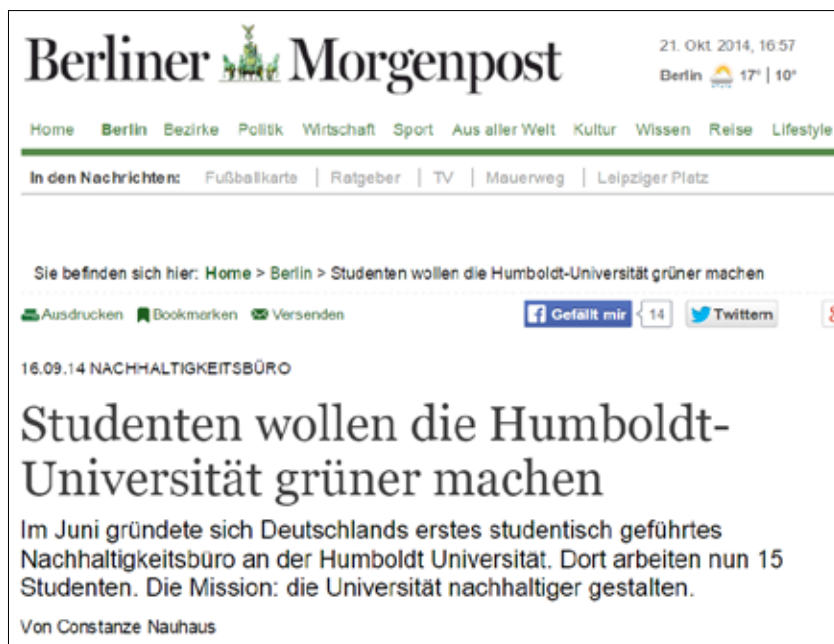 Berliner Morgenpost
21. Okt. 2014, 16:57
Berlin 17° | 10°
Home Berlin Bezirke Politik Wirtschaft Sport Aus aller Welt Kultur Wissen Reise Lifestyle
In den Nachrichten: Fußballkarte | Ratgeber | TV | Mauerweg | Leipziger Platz
Sie befinden sich hier: Home > Berlin > Studenten wollen die Humboldt-Universität grüner machen
Ausdrucken Bookmarken Versenden Gefällt mir 14 Twittern
16.09.14 NACHHALTIGKEITSBÜRO
Studenten wollen die Humboldt-
Universität grüner machen
Im Juni gründete sich Deutschlands erstes studentisch geführtes
Nachhaltigkeitsbüro an der Humboldt Universität. Dort arbeiten nun 15
Studenten. Die Mission: die Universität nachhaltiger gestalten.
Von Constanze Nauhaus